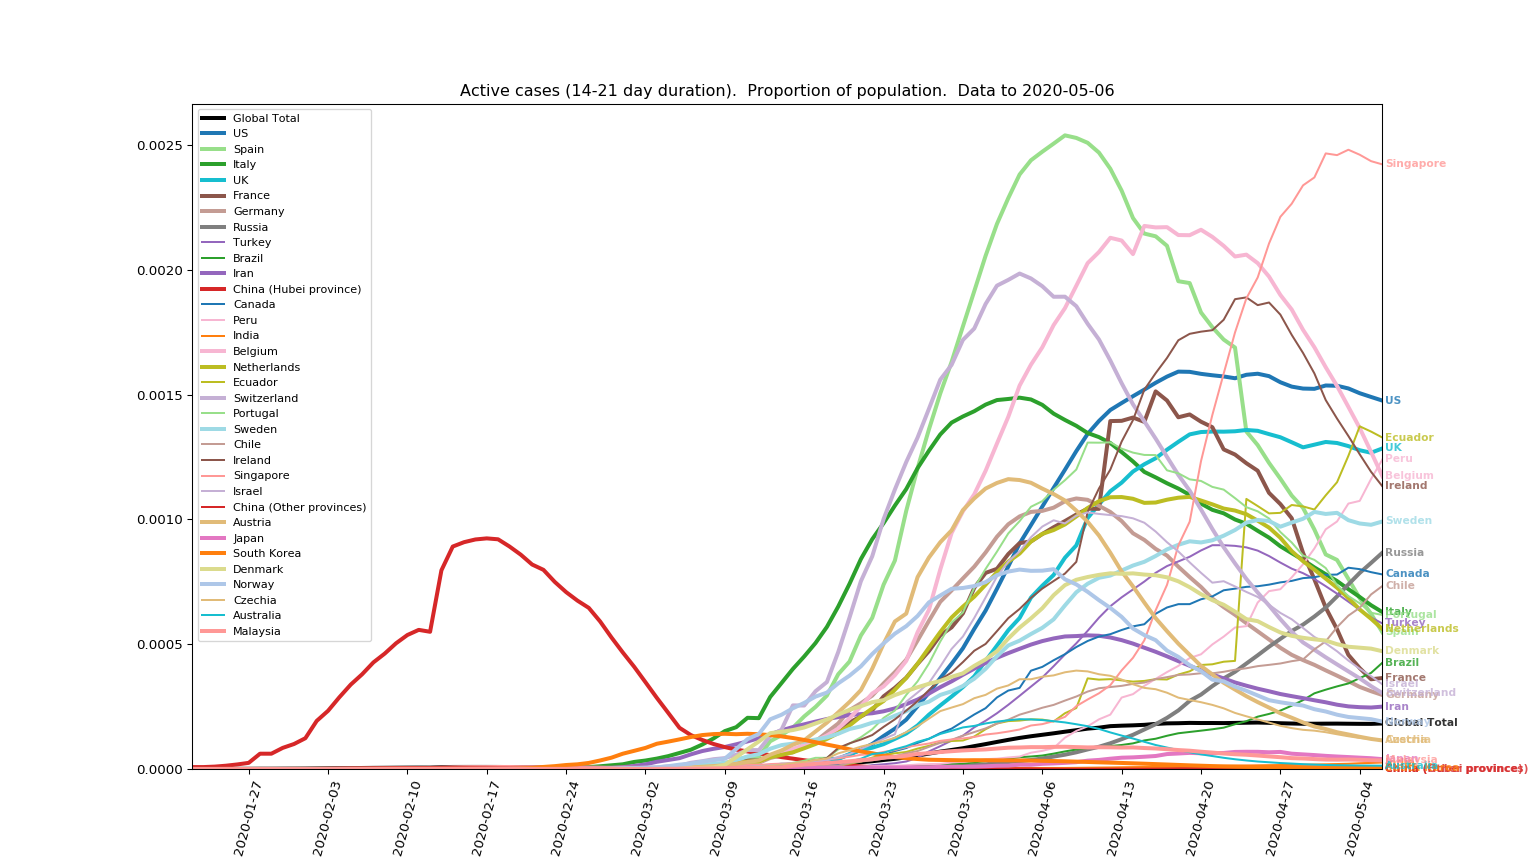 Active cases (14-21 day duration).  Proportion of population.  Data to 2020-05-06
Global Total
US
Spain
Italy
UK
France
Germany
Russia
Turkey
Brazil
Iran
China (Hubei province)
Canada
Peru
India
Belgium
Netherlands
Ecuador
Switzerland
Portugal
Sweden
Chile
Ireland
Singapore
Israel
China (Other provinces)
Austria
Japan
South Korea
Denmark
Norway
Czechia
Australia
Malaysia
0.0025
0.0020
0.0015
0.0010
0.0005
0.0000
Singapore
US
Ecuador
UK
Peru
Belgium
Ireland
Sweden
Russia
Canada
Chile
Italy
Portugal
Turkey
Netherlands
Spain
Denmark
Brazil
France
Israel
Switzerland
Germany
Iran
Global Total
Japan
China (Other provinces)
2020-01-27
2020-02-03
2020-02-10
2020-02-17
2020-02-24
2020-03-02
2020-03-09
2020-03-16
2020-03-23
2020-03-30
2020-04-06
2020-04-13
2020-04-20
2020-04-27
2020-05-04